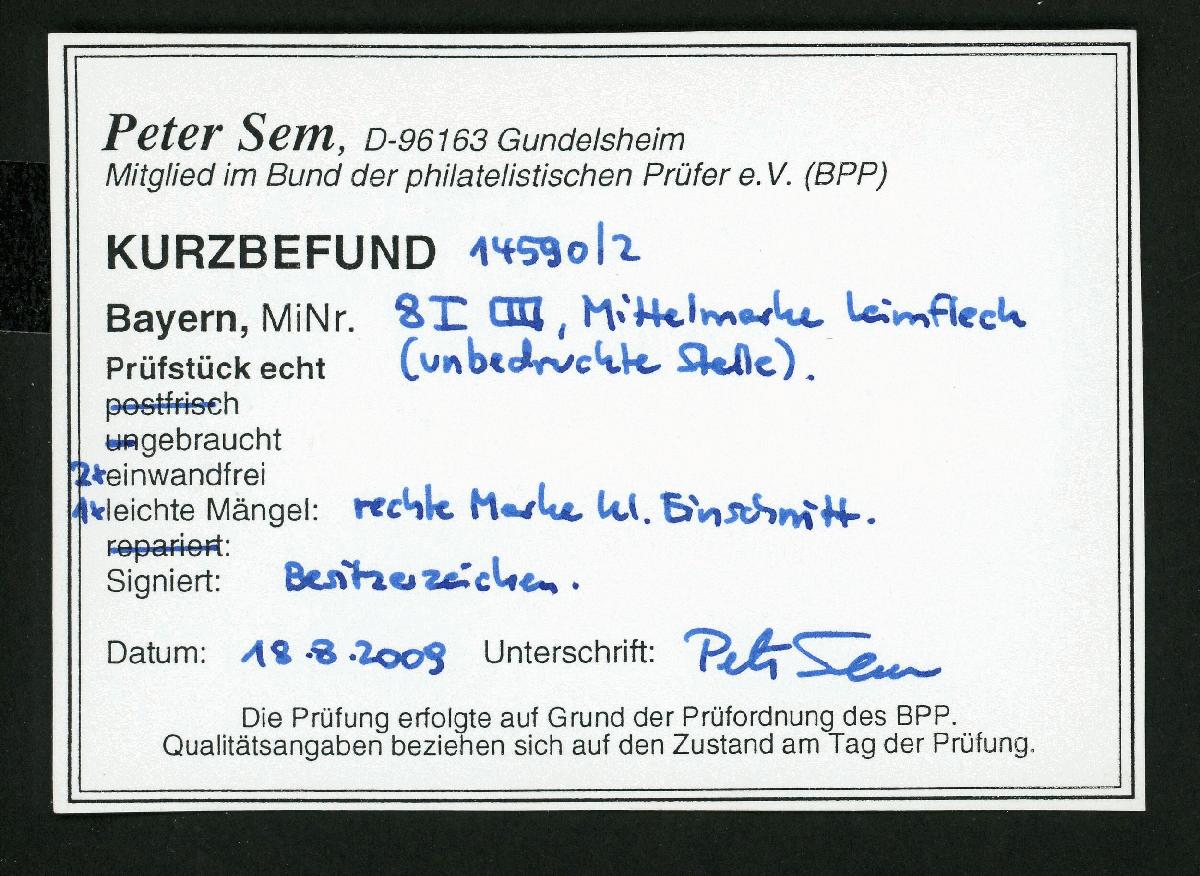 Peter Sem, D-96163 Gundelsheim
Mitglied im Bund der philatelistischen Prüfer e.V. (BPP)
KURZBEFUND 14590/2
Bayern, MiNr. 8 I , Mittelmarke Leimfleck
Prüfstück echt (unbedruckte Stelle).
postfrisch
ungebraucht
2x einwandfrei
1x leichte Mängel: rechte Marke kl. Einschnitt.
repariert:
Signiert: Besitzerzeichen.
Datum: 18.8.2009 Unterschrift: Peter Sem
Die Prüfung erfolgte auf Grund der Prüfordnung des BPP.
Qualitätsangaben beziehen sich auf den Zustand am Tag der Prüfung.